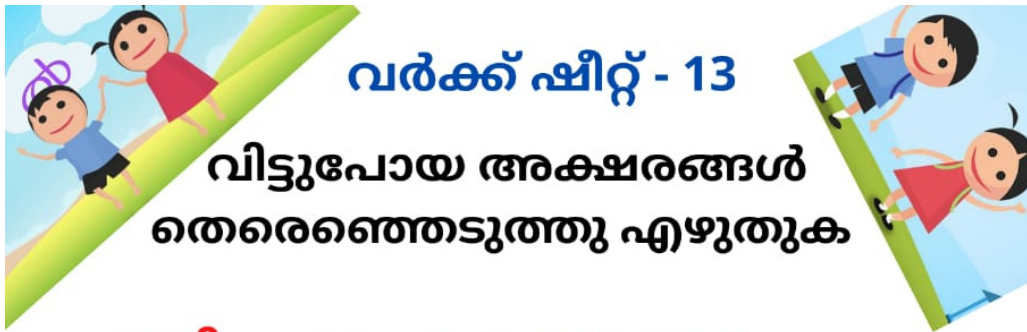 വർക്ക് ഷീറ്റ് - 13
വിട്ടുപോയ അക്ഷരങ്ങൾ
തെരെഞ്ഞെടുത്തു എഴുതുക